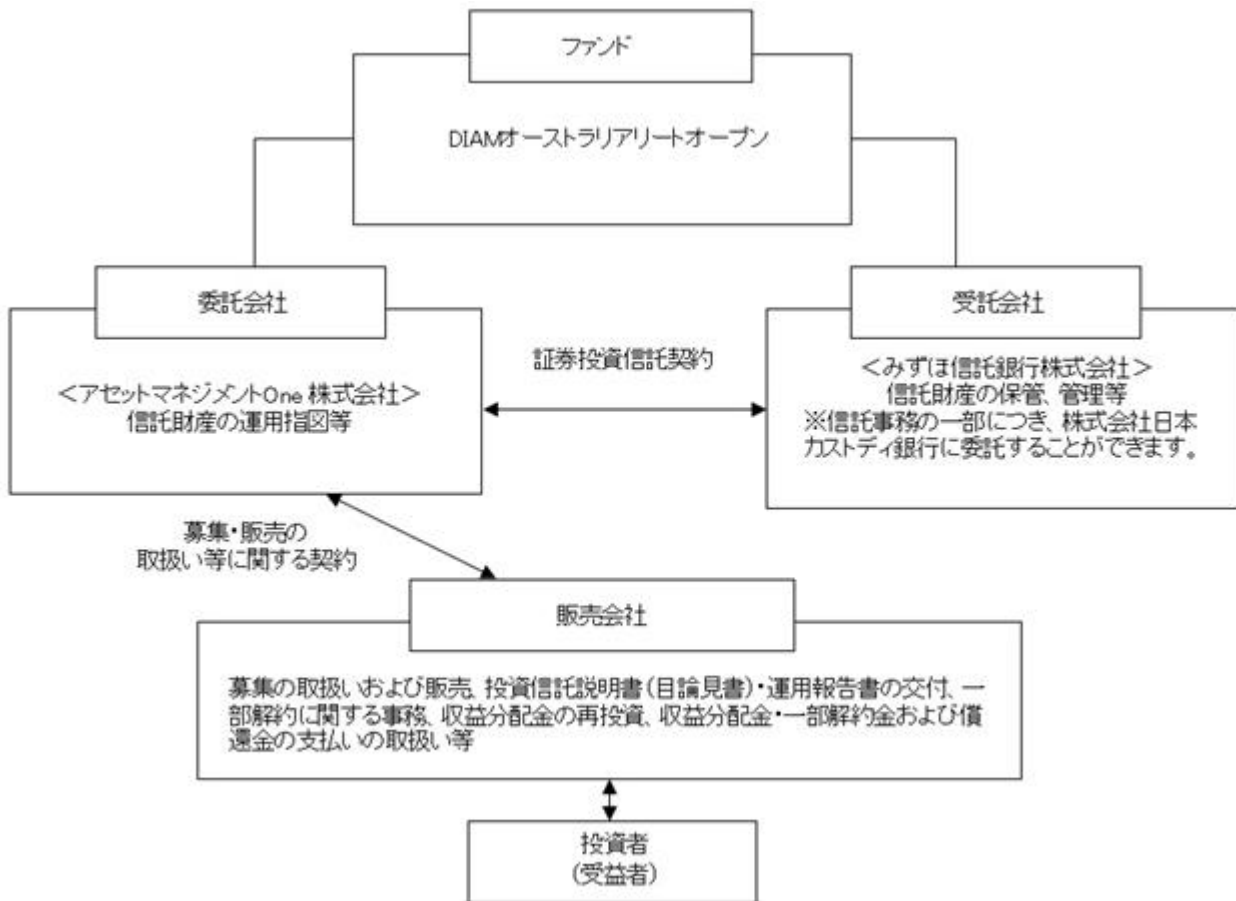 ファンド
DIAMオーストラリアリートオープン
委託会社
<アセットマネジメントOne 株式会社>
信託財産の運用指図等
証券投資信託契約
受託会社
<みずほ信託銀行株式会社>
信託財産の保管、管理等
※信託事務の一部につき、株式会社日本
カストディ銀行に委託することができます。
募集・販売の
取扱い等に関する契約
販売会社
募集の取扱いおよび販売、投資信託説明書(目論見書)・運用報告書の交付、一
部解約に関する事務、収益分配金の再投資、収益分配金・一部解約金および償
還金の支払いの取扱い等
投資者
(受益者)